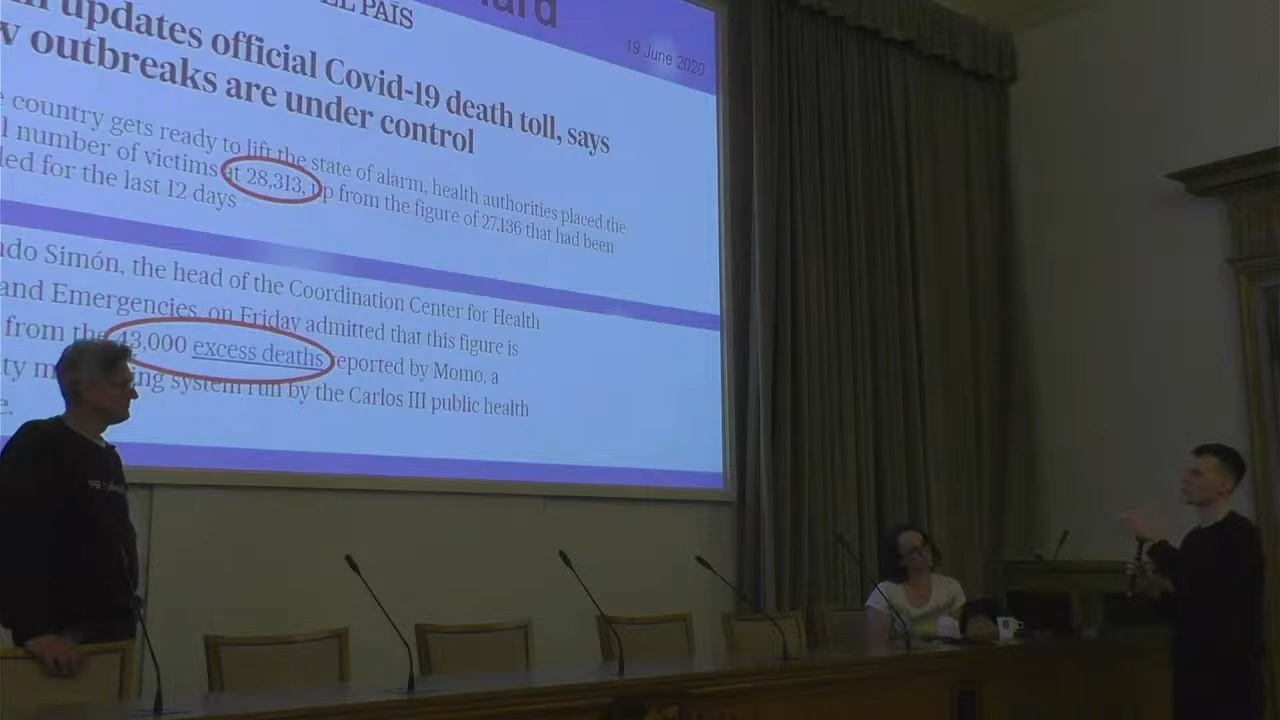 EL PAÍS
19 June 2020
updates official Covid-19 death toll, says
outbreaks are under control
country gets ready to lift the state of alarm, health authorities placed the
number of victims at 28,313, up from the figure of 27,136 that had been
for the last 12 days
Simón, the head of the Coordination Center for Health
and Emergencies, on Friday admitted that this figure is
from the 43,000 excess deaths reported by Momo, a
system run by the Carlos III public health